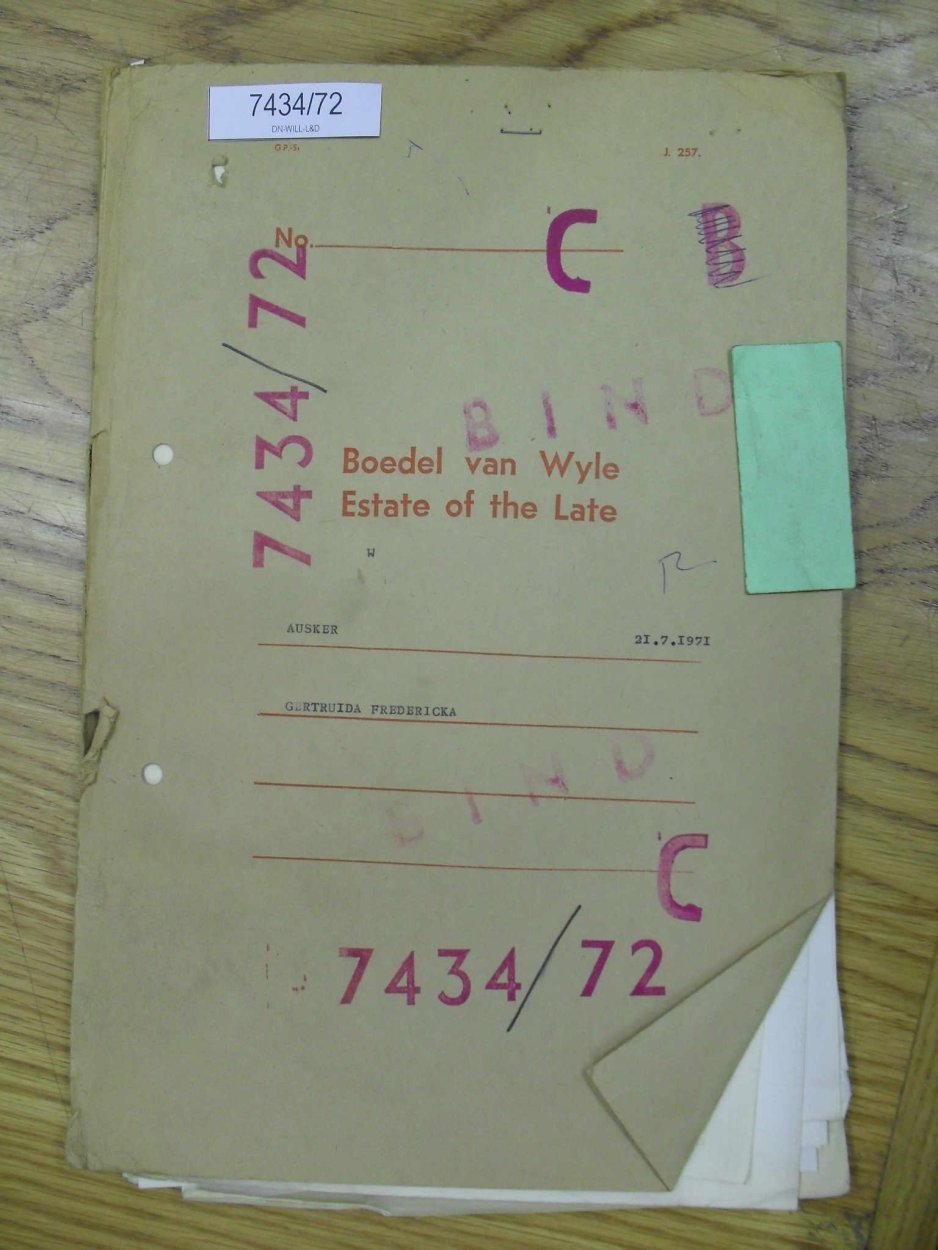 7434/72
DN-WILL-L&D
G.P.-S.
J. 257.
No.
C B
7434/72
BIND
Boedel van Wyle
Estate of the Late
W
AUSKER 21.7.1971
GERTRUIDA FREDERICKA
BIND
C
7434/72